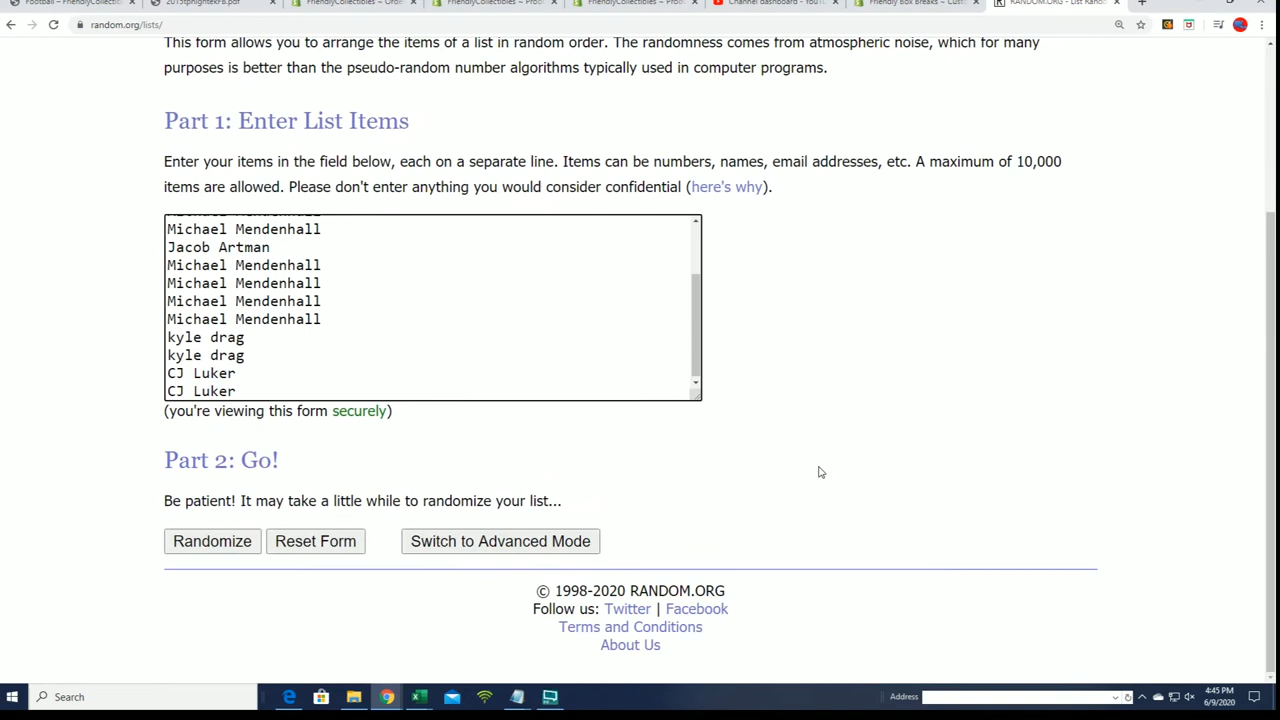 random.org/lists/
This form allows you to arrange the items of a list in random order. The randomness comes from atmospheric noise, which for many
purposes is better than the pseudo-random number algorithms typically used in computer programs.
Part 1: Enter List Items
Enter your items in the field below, each on a separate line. Items can be numbers, names, email addresses, etc. A maximum of 10,000
items are allowed. Please don't enter anything you would consider confidential (here's why).
Michael Mendenhall
Michael Mendenhall
Jacob Artman
Michael Mendenhall
Michael Mendenhall
Michael Mendenhall
Michael Mendenhall
kyle drag
kyle drag
CJ Luker
CJ Luker
(you're viewing this form securely)
Part 2: Go!
Be patient! It may take a little while to randomize your list...
Randomize Reset Form Switch to Advanced Mode
© 1998-2020 RANDOM.ORG
Follow us: Twitter | Facebook
Terms and Conditions
About Us
Search Address 4:45 PM
6/9/2020